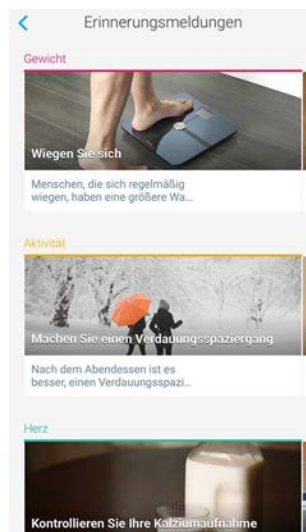 Erinnerungsmeldungen
Gewicht
Wiegen Sie sich
Menschen, die sich regelmäßig
wiegen, haben eine größere Wa...
Aktivität
Machen Sie einen Verdauungsspaziergang
Nach dem Abendessen ist es
besser, einen Verdauungsspazi...
Herz
Kontrollieren Sie Ihre Kalziumaufnahme